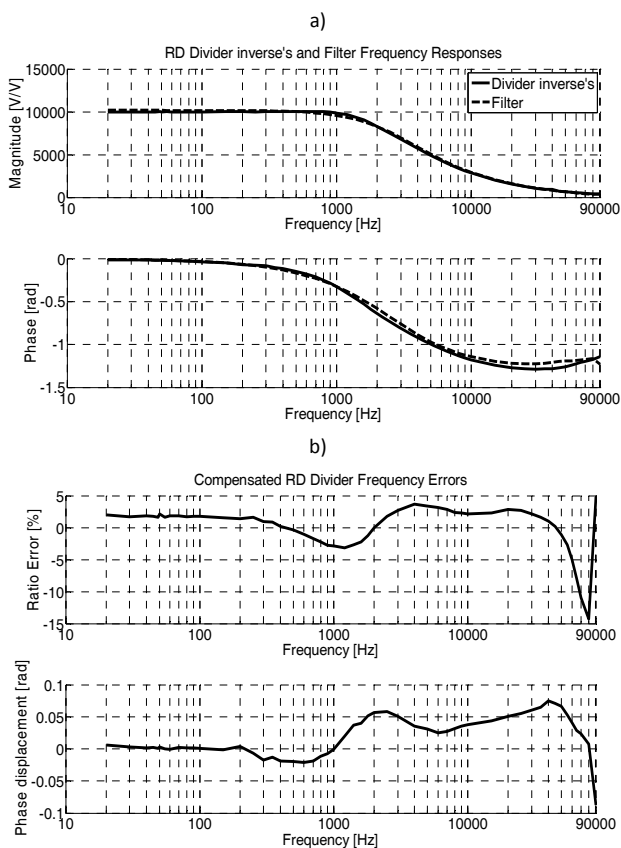 a)
RD Divider inverse's and Filter Frequency Responses
Magnitude [V/V]
15000
10000
5000
0
Divider inverse's
Filter
10 100 1000 10000 90000
Frequency [Hz]
Phase [rad]
0
-0.5
-1
-1.5
10 100 1000 10000 90000
Frequency [Hz]
b)
Compensated RD Divider Frequency Errors
Ratio Error [%]
5
0
-5
-10
-15
10 100 1000 10000 90000
Frequency [Hz]
Phase displacement [rad]
0.1
0.05
0
-0.05
-0.1
10 100 1000 10000 90000
Frequency [Hz]